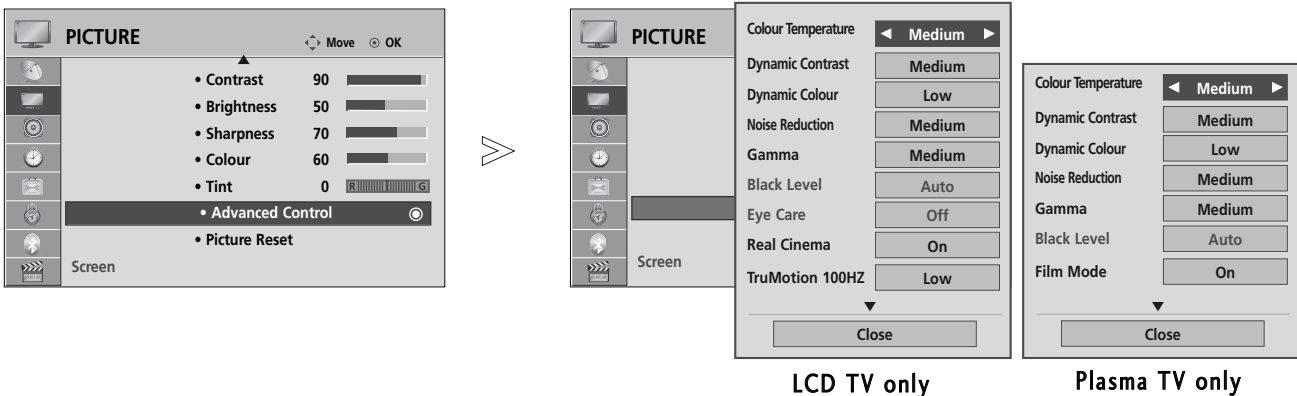 PICTURE
Move OK
• Contrast 90
• Brightness 50
• Sharpness 70
• Colour 60
• Tint 0 R G
• Advanced Control
• Picture Reset
Screen
>
PICTURE
Screen
Colour Temperature ◄ Medium ►
Dynamic Contrast Medium
Dynamic Colour Low
Noise Reduction Medium
Gamma Medium
Black Level Auto
Eye Care Off
Real Cinema On
TruMotion 100HZ Low
▼
Close
LCD TV only
Colour Temperature ◄ Medium ►
Dynamic Contrast Medium
Dynamic Colour Low
Noise Reduction Medium
Gamma Medium
Black Level Auto
Film Mode On
▼
Close
Plasma TV only